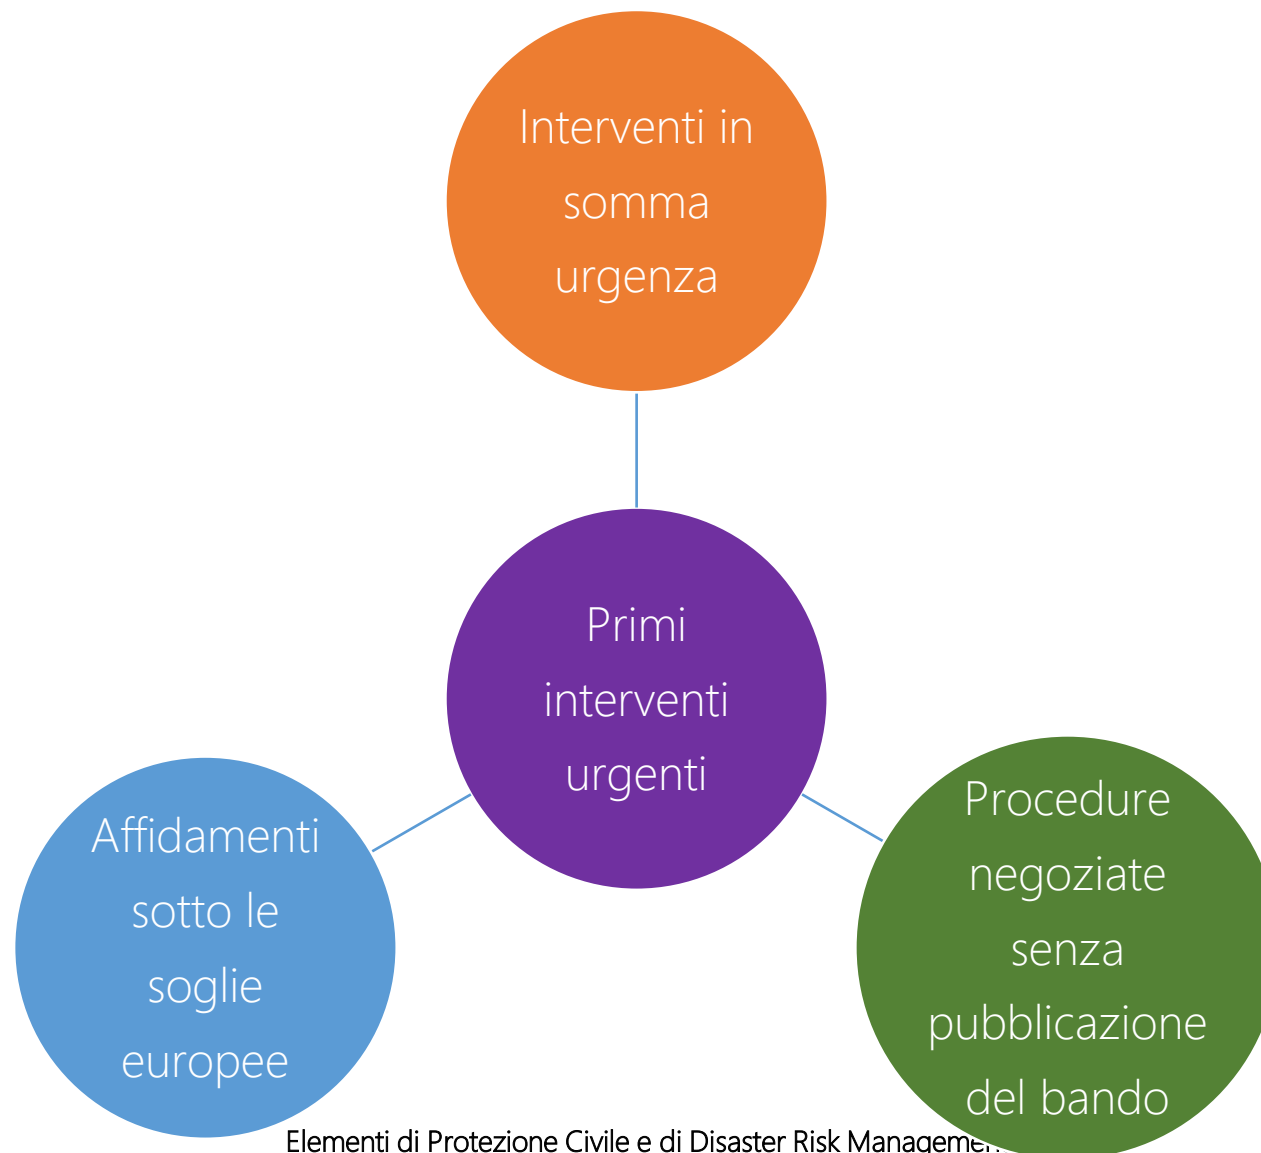 Interventi in
somma
urgenza
Primi
interventi
urgenti
Affidamenti
sotto le
soglie
europee
Procedure
negoziate
senza
pubblicazione
del bando
Elementi di Protezione Civile e di Disaster Risk